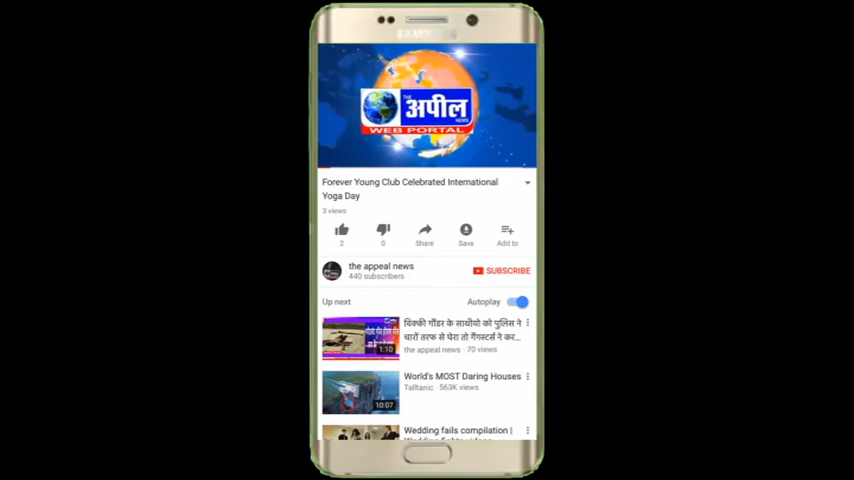 SAMSUNG
THE
अपील
NEWS
WEB PORTAL
Forever Young Club Celebrated International
Yoga Day
3 views
2
0
Share
Save
Add to
the appeal news
440 subscribers
SUBSCRIBE
Up next
Autoplay
विक्की गौंडर के साथीयो को पुलिस ने
चारों तरफ से घेरा तो गैंगस्टर्स ने कर...
the appeal news · 70 views
1:10
World's MOST Daring Houses
Talltanic · 563K views
10:07
Wedding fails compilation |